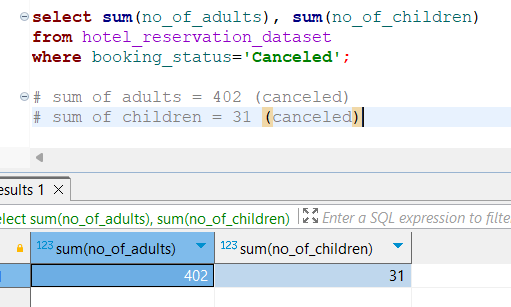 select sum(no_of_adults), sum(no_of_children)
from hotel_reservation_dataset
where booking_status='Canceled';
# sum of adults = 402 (canceled)
# sum of children = 31 (canceled)
esults 1
elect sum(no_of_adults), sum(no_of_children) Enter a SQL expression to filte
123 sum(no_of_adults) 123 sum(no_of_children)
402 31